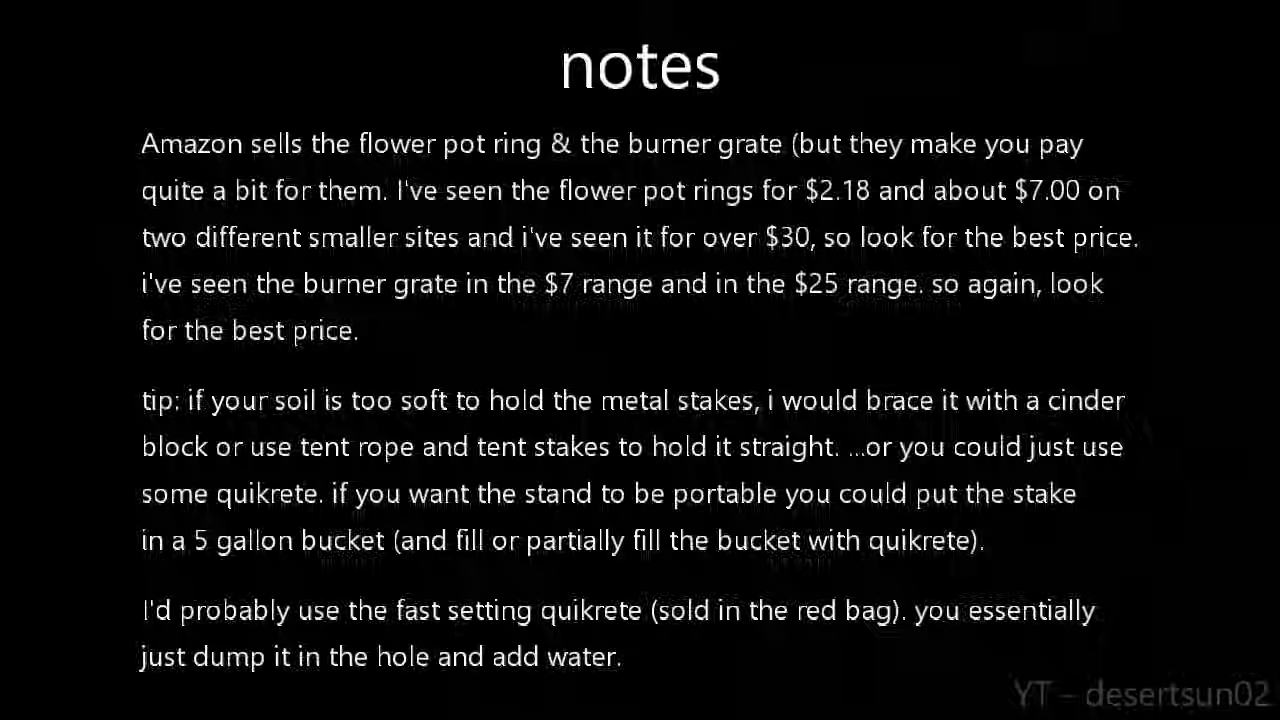 notes
Amazon sells the flower pot ring & the burner grate (but they make you pay
quite a bit for them. I've seen the flower pot rings for $2.18 and about $7.00 on
two different smaller sites and i've seen it for over $30, so look for the best price.
i've seen the burner grate in the $7 range and in the $25 range. so again, look
for the best price.
tip: if your soil is too soft to hold the metal stakes, i would brace it with a cinder
block or use tent rope and tent stakes to hold it straight. ...or you could just use
some quikrete. if you want the stand to be portable you could put the stake
in a 5 gallon bucket (and fill or partially fill the bucket with quikrete).
I'd probably use the fast setting quikrete (sold in the red bag). you essentially
just dump it in the hole and add water.
YT – desertsun02